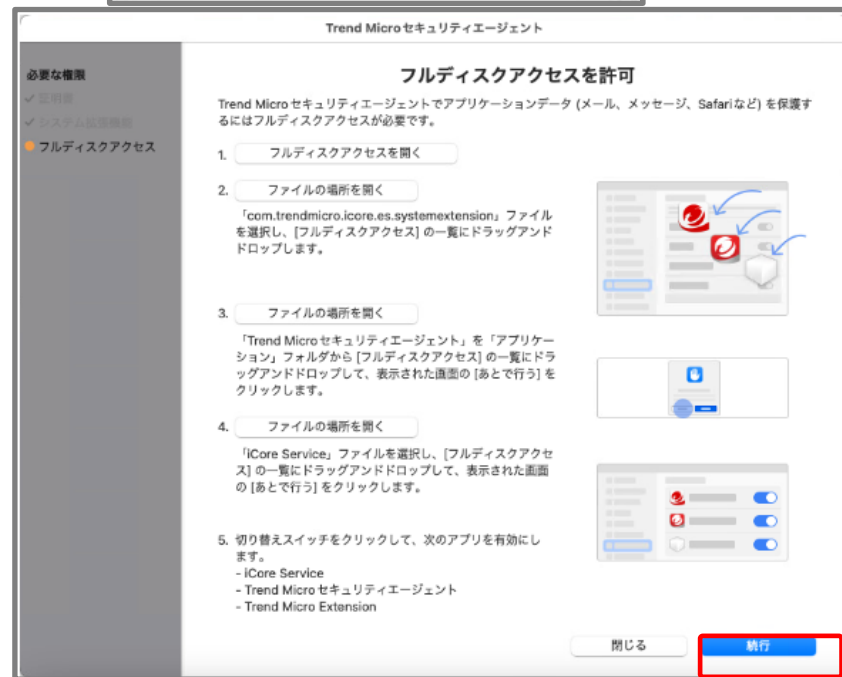 Trend Microセキュリティエージェント
必要な権限
✓ 証明書
✓ システム拡張機能
フルディスクアクセス
フルディスクアクセスを許可
Trend Microセキュリティエージェントでアプリケーションデータ (メール、メッセージ、Safariなど) を保護す
るにはフルディスクアクセスが必要です。
1. フルディスクアクセスを開く
2. ファイルの場所を開く
「com.trendmicro.icore.es.systemextension」ファイル
を選択し、[フルディスクアクセス] の一覧にドラッグアンド
ドロップします。
3. ファイルの場所を開く
「Trend Microセキュリティエージェント」を「アプリケー
ション」フォルダから [フルディスクアクセス] の一覧にドラ
ッグアンドドロップして、表示された画面の [あとで行う] を
クリックします。
4. ファイルの場所を開く
「iCore Service」ファイルを選択し、[フルディスクアクセ
ス] の一覧にドラッグアンドドロップして、表示された画面
の [あとで行う] をクリックします。
5. 切り替えスイッチをクリックして、次のアプリを有効にし
ます。
- iCore Service
- Trend Micro セキュリティエージェント
- Trend Micro Extension
閉じる
続行